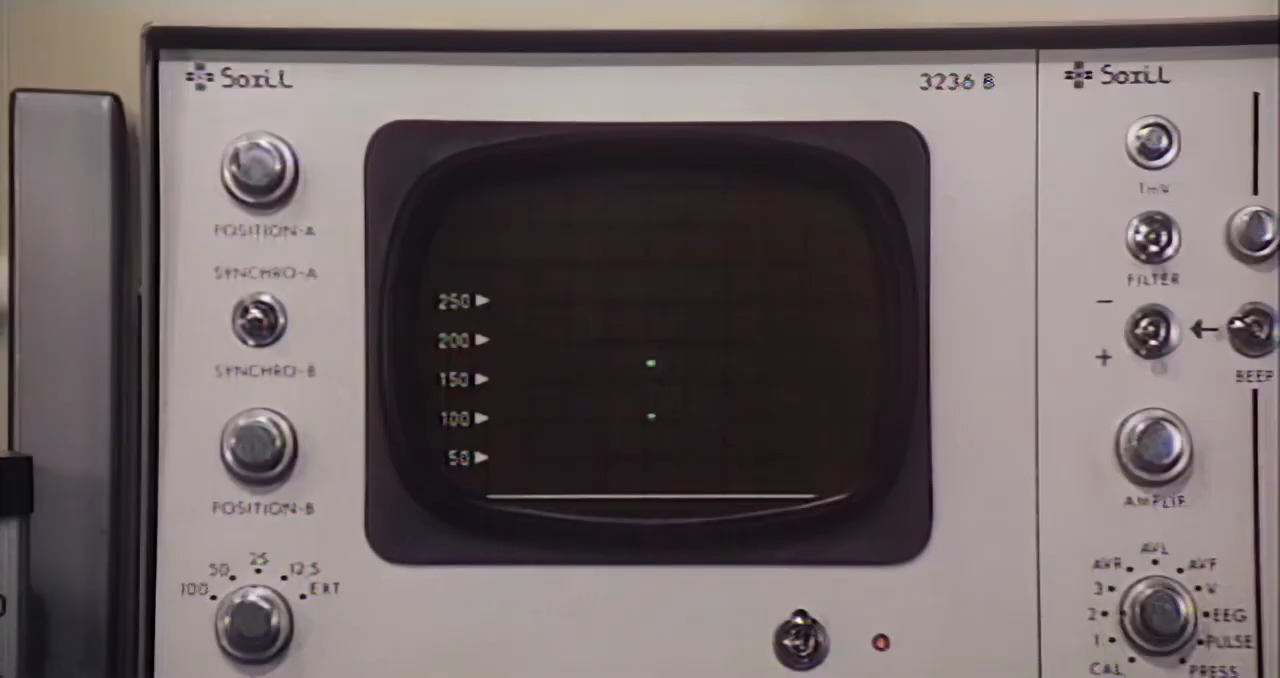 Soxil
3236 B
Soxil
POSITION-A
SYNCHRO-A
SYNCHRO-B
POSITION-B
25
50
12,5
100
EXT
250
200
150
100
50
1mV
FILTER
-
+
BEEP
AMPLIF.
AVL
AVR
AVF
3
V
2
EEG
1
PULSE
CAL
PRESS